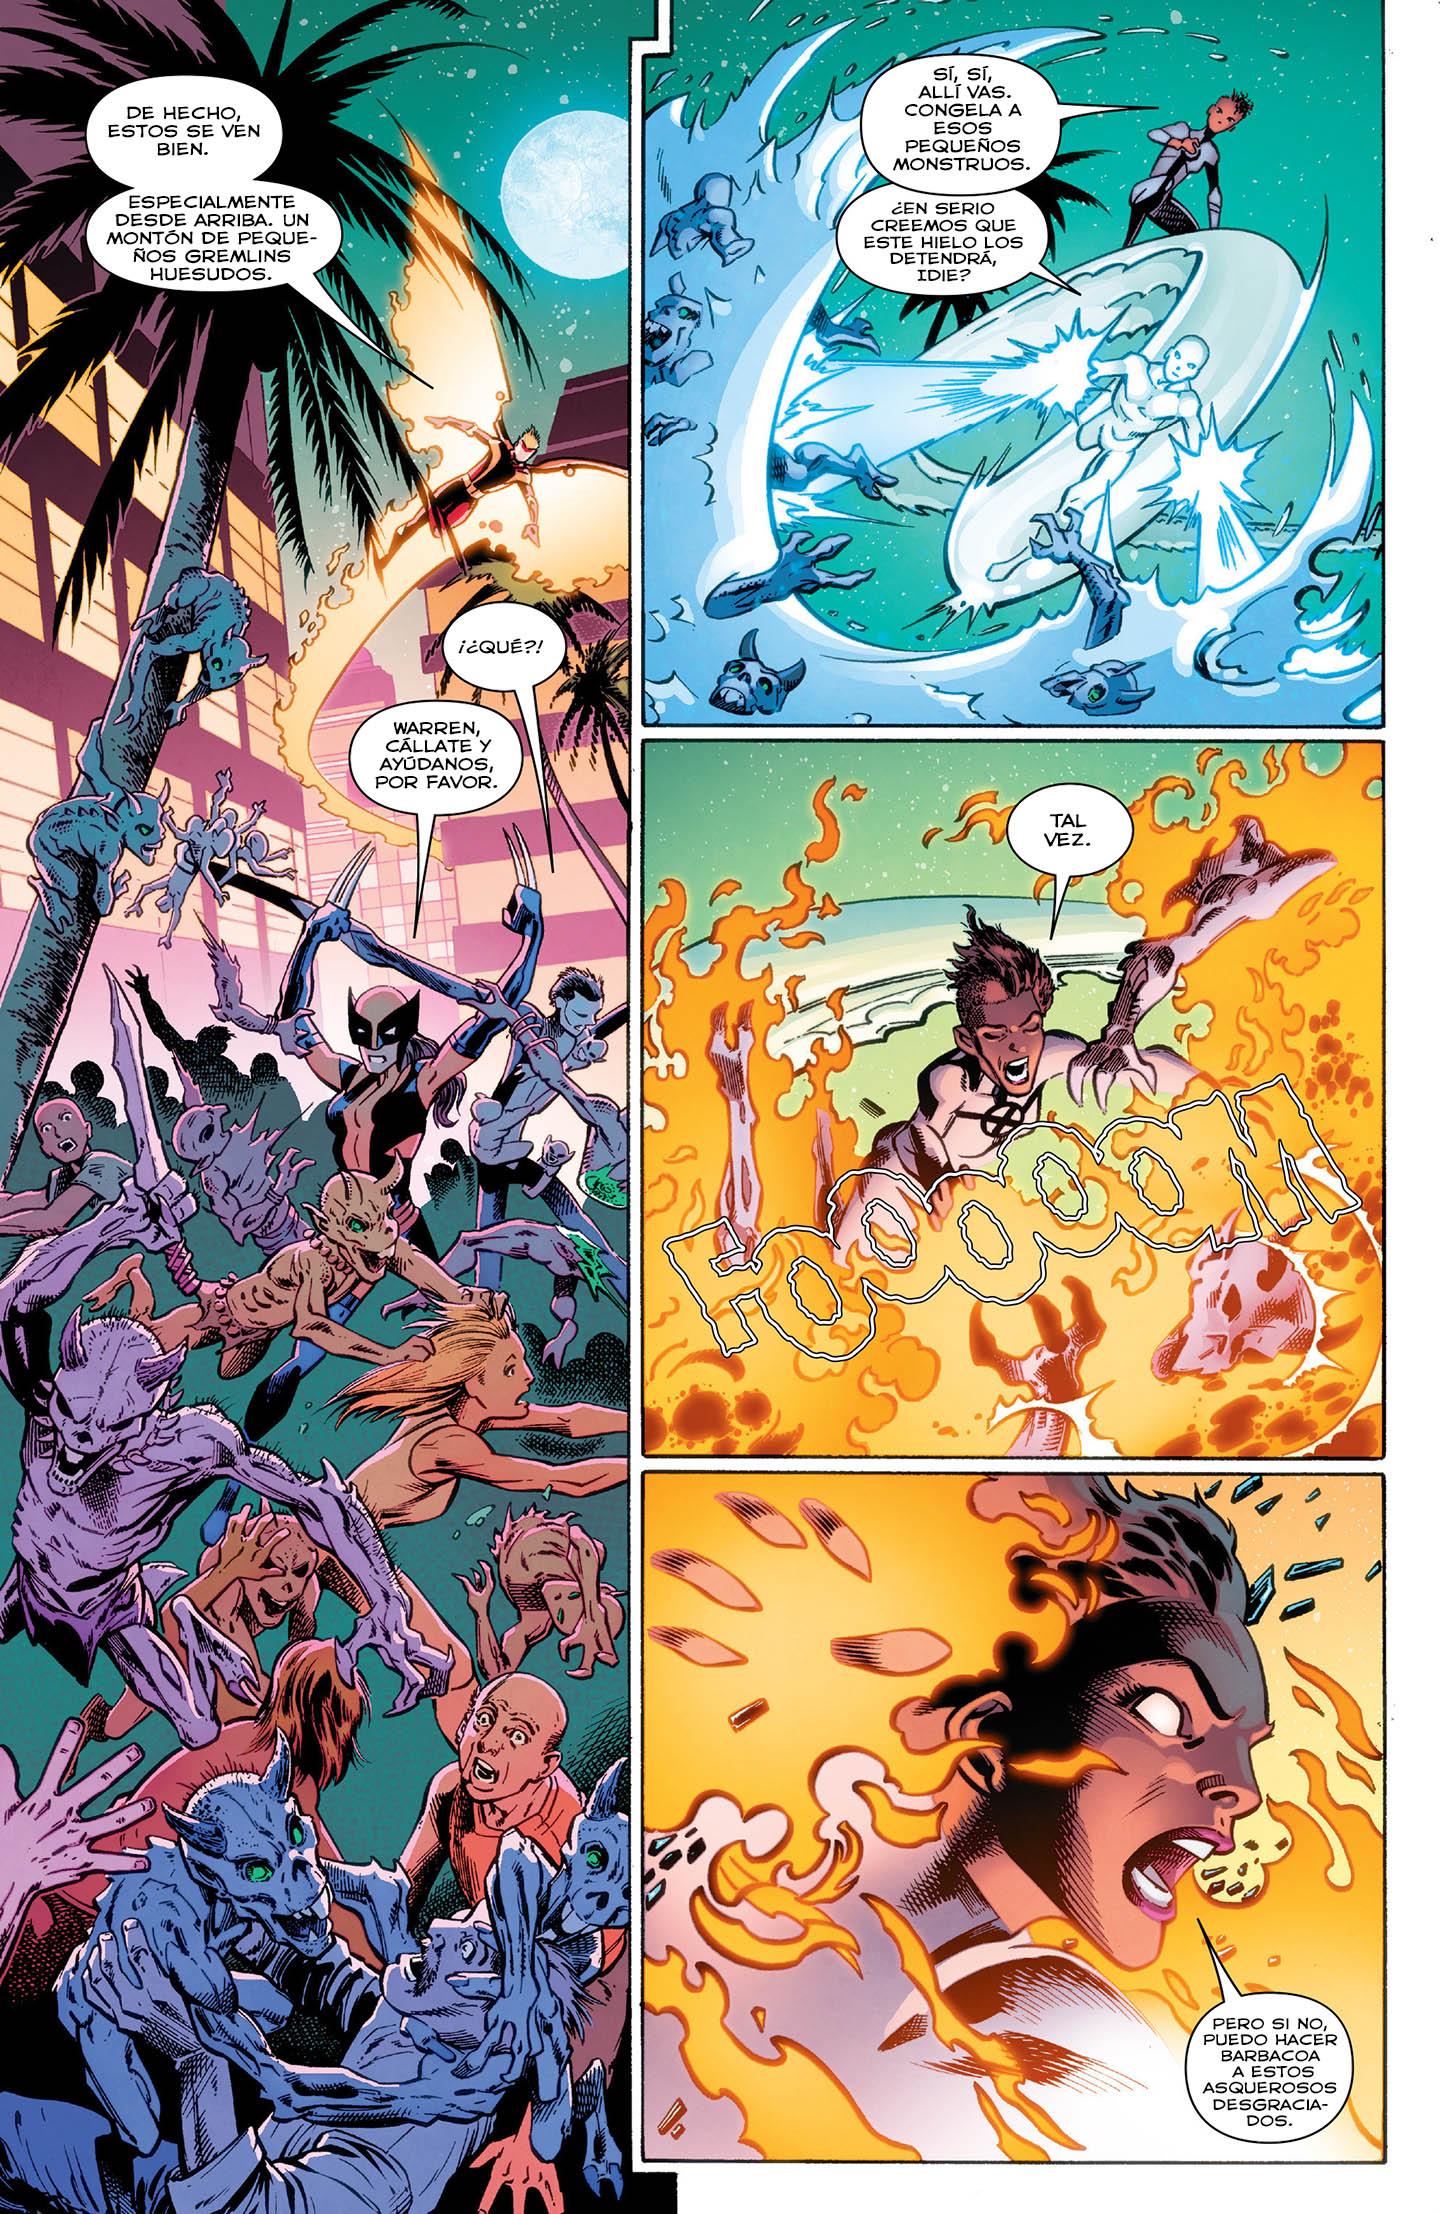 DE HECHO,
ESTOS SE VEN
BIEN.
ESPECIALMENTE
DESDE ARRIBA. UN
MONTÓN DE PEQUE-
ÑOS GREMLINS
HUESUDOS.
¡¿QUÉ?!
WARREN,
CÁLLATE Y
AYÚDANOS,
POR FAVOR.
SÍ, SÍ,
ALLÍ VAS.
CONGELA A
ESOS
PEQUEÑOS
MONSTRUOS.
¿EN SERIO
CREEMOS QUE
ESTE HIELO LOS
DETENDRÁ,
IDIE?
TAL
VEZ.
FOOOOOOM
PERO SI NO,
PUEDO HACER
BARBACOA
A ESTOS
ASQUEROSOS
DESGRACIA-
DOS.